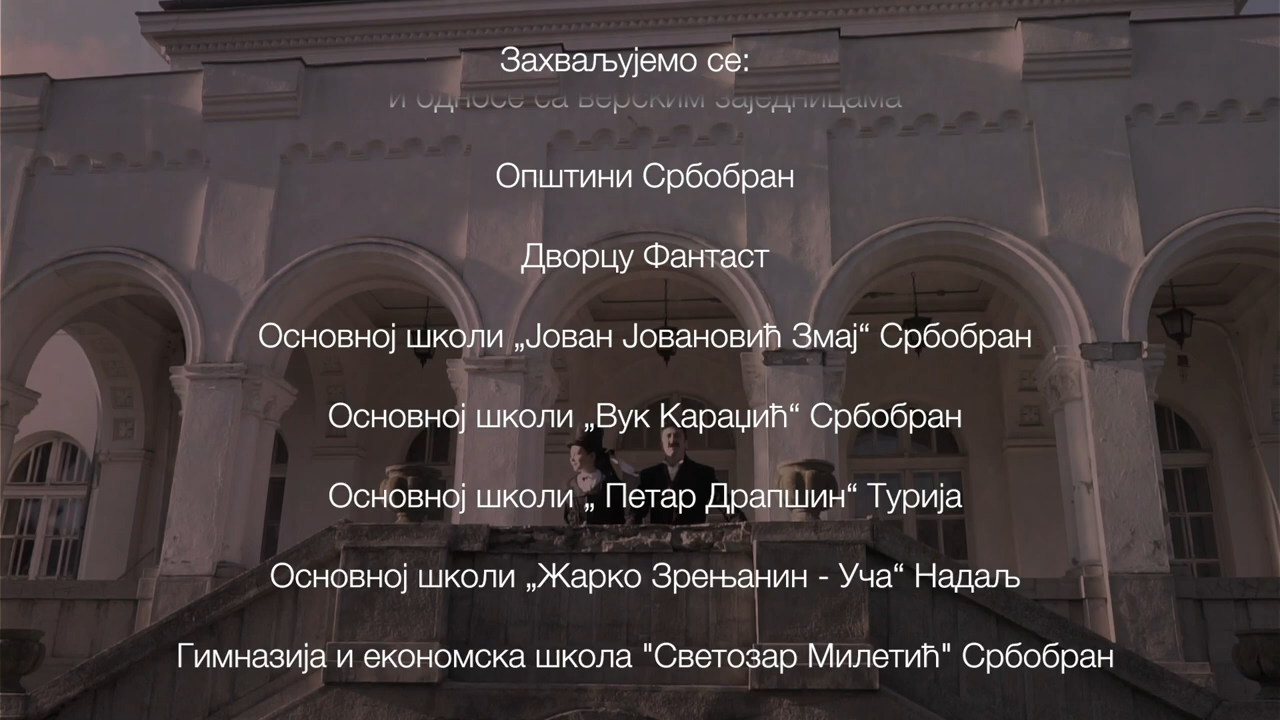 Захваљујемо се:
и односе са верским заједницама
Општини Србобран
Дворцу Фантаст
Основној школи „Јован Јовановић Змај“ Србобран
Основној школи „Вук Караџић“ Србобран
Основној школи „ Петар Драпшин“ Турија
Основној школи „Жарко Зрењанин - Уча“ Надаљ
Гимназија и економска школа "Светозар Милетић" Србобран